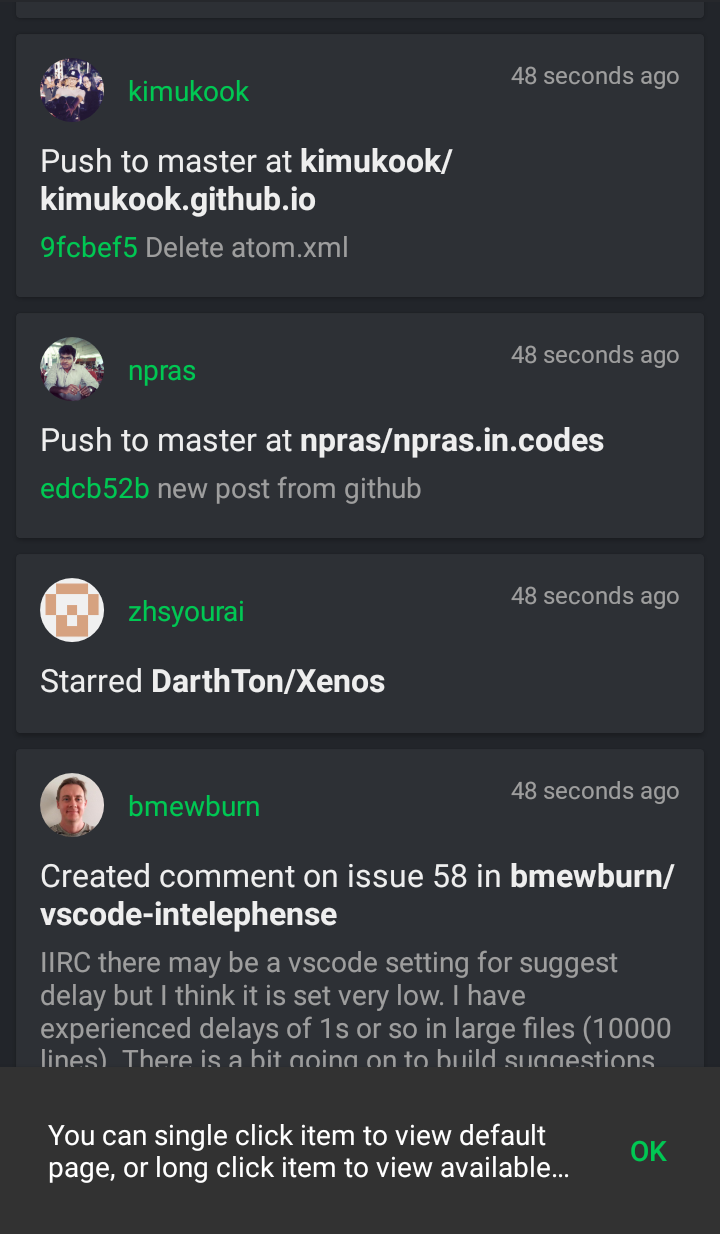 kimukook
48 seconds ago
Push to master at kimukook/
kimukook.github.io
9fcbef5 Delete atom.xml
npras
48 seconds ago
Push to master at npras/npras.in.codes
edcb52b new post from github
zhsyourai
48 seconds ago
Starred DarthTon/Xenos
bmewburn
48 seconds ago
Created comment on issue 58 in bmewburn/
vscode-intelephense
IIRC there may be a vscode setting for suggest
delay but I think it is set very low. I have
experienced delays of 1s or so in large files (10000
lines). There is a bit going on to build suggestions
You can single click item to view default
page, or long click item to view available…
OK